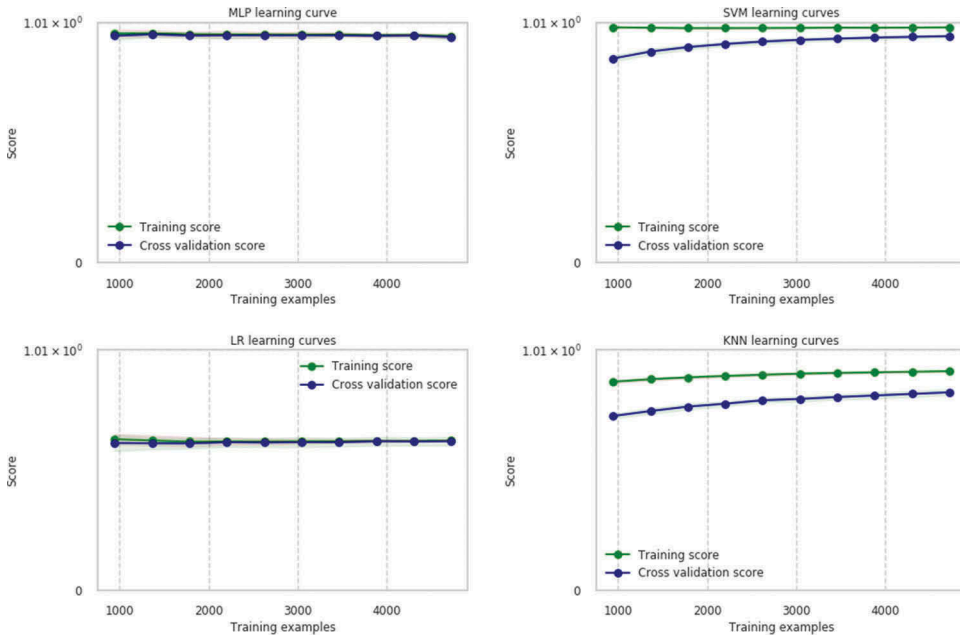 MLP learning curve
1.01 × 10⁰
Score
Training score
Cross validation score
0
1000 2000 3000 4000
Training examples
SVM learning curves
1.01 × 10⁰
Score
Training score
Cross validation score
0
1000 2000 3000 4000
Training examples
LR learning curves
1.01 × 10⁰
Training score
Cross validation score
Score
0
1000 2000 3000 4000
Training examples
KNN learning curves
1.01 × 10⁰
Score
Training score
Cross validation score
0
1000 2000 3000 4000
Training examples